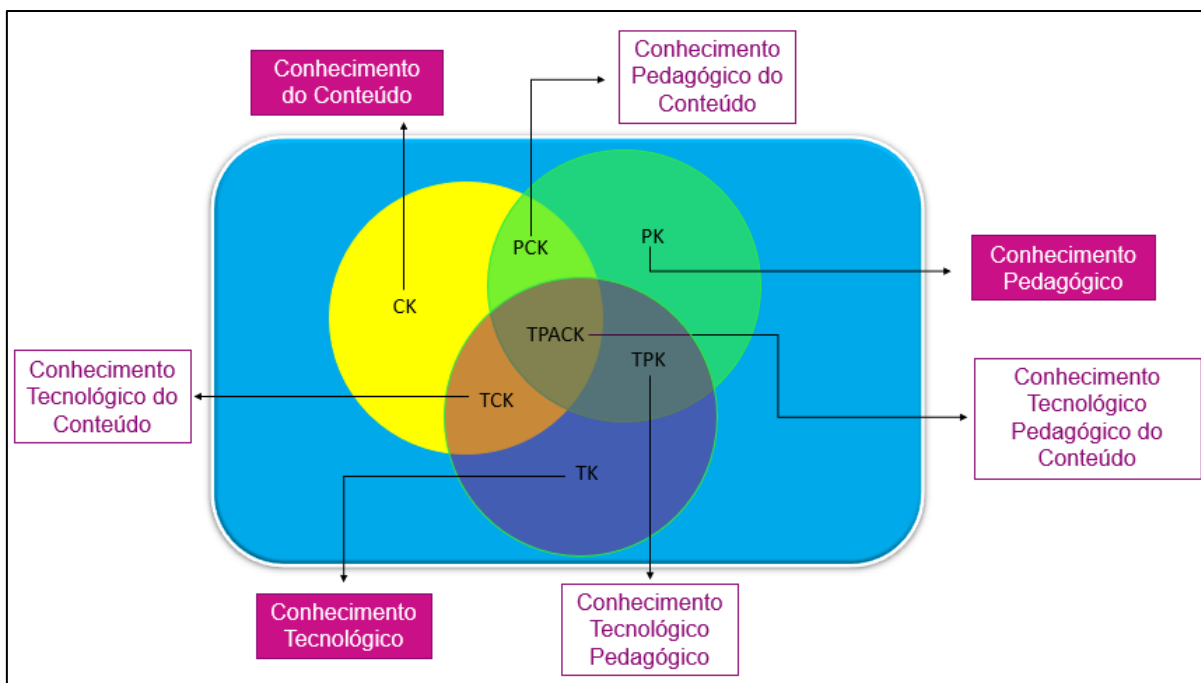 Conhecimento
do Conteúdo
Conhecimento
Pedagógico do
Conteúdo
PCK
PK
Conhecimento
Pedagógico
CK
TPACK
TPK
Conhecimento
Tecnológico do
Conteúdo
TCK
Conhecimento
Tecnológico
Pedagógico do
Conteúdo
TK
Conhecimento
Tecnológico
Conhecimento
Tecnológico
Pedagógico